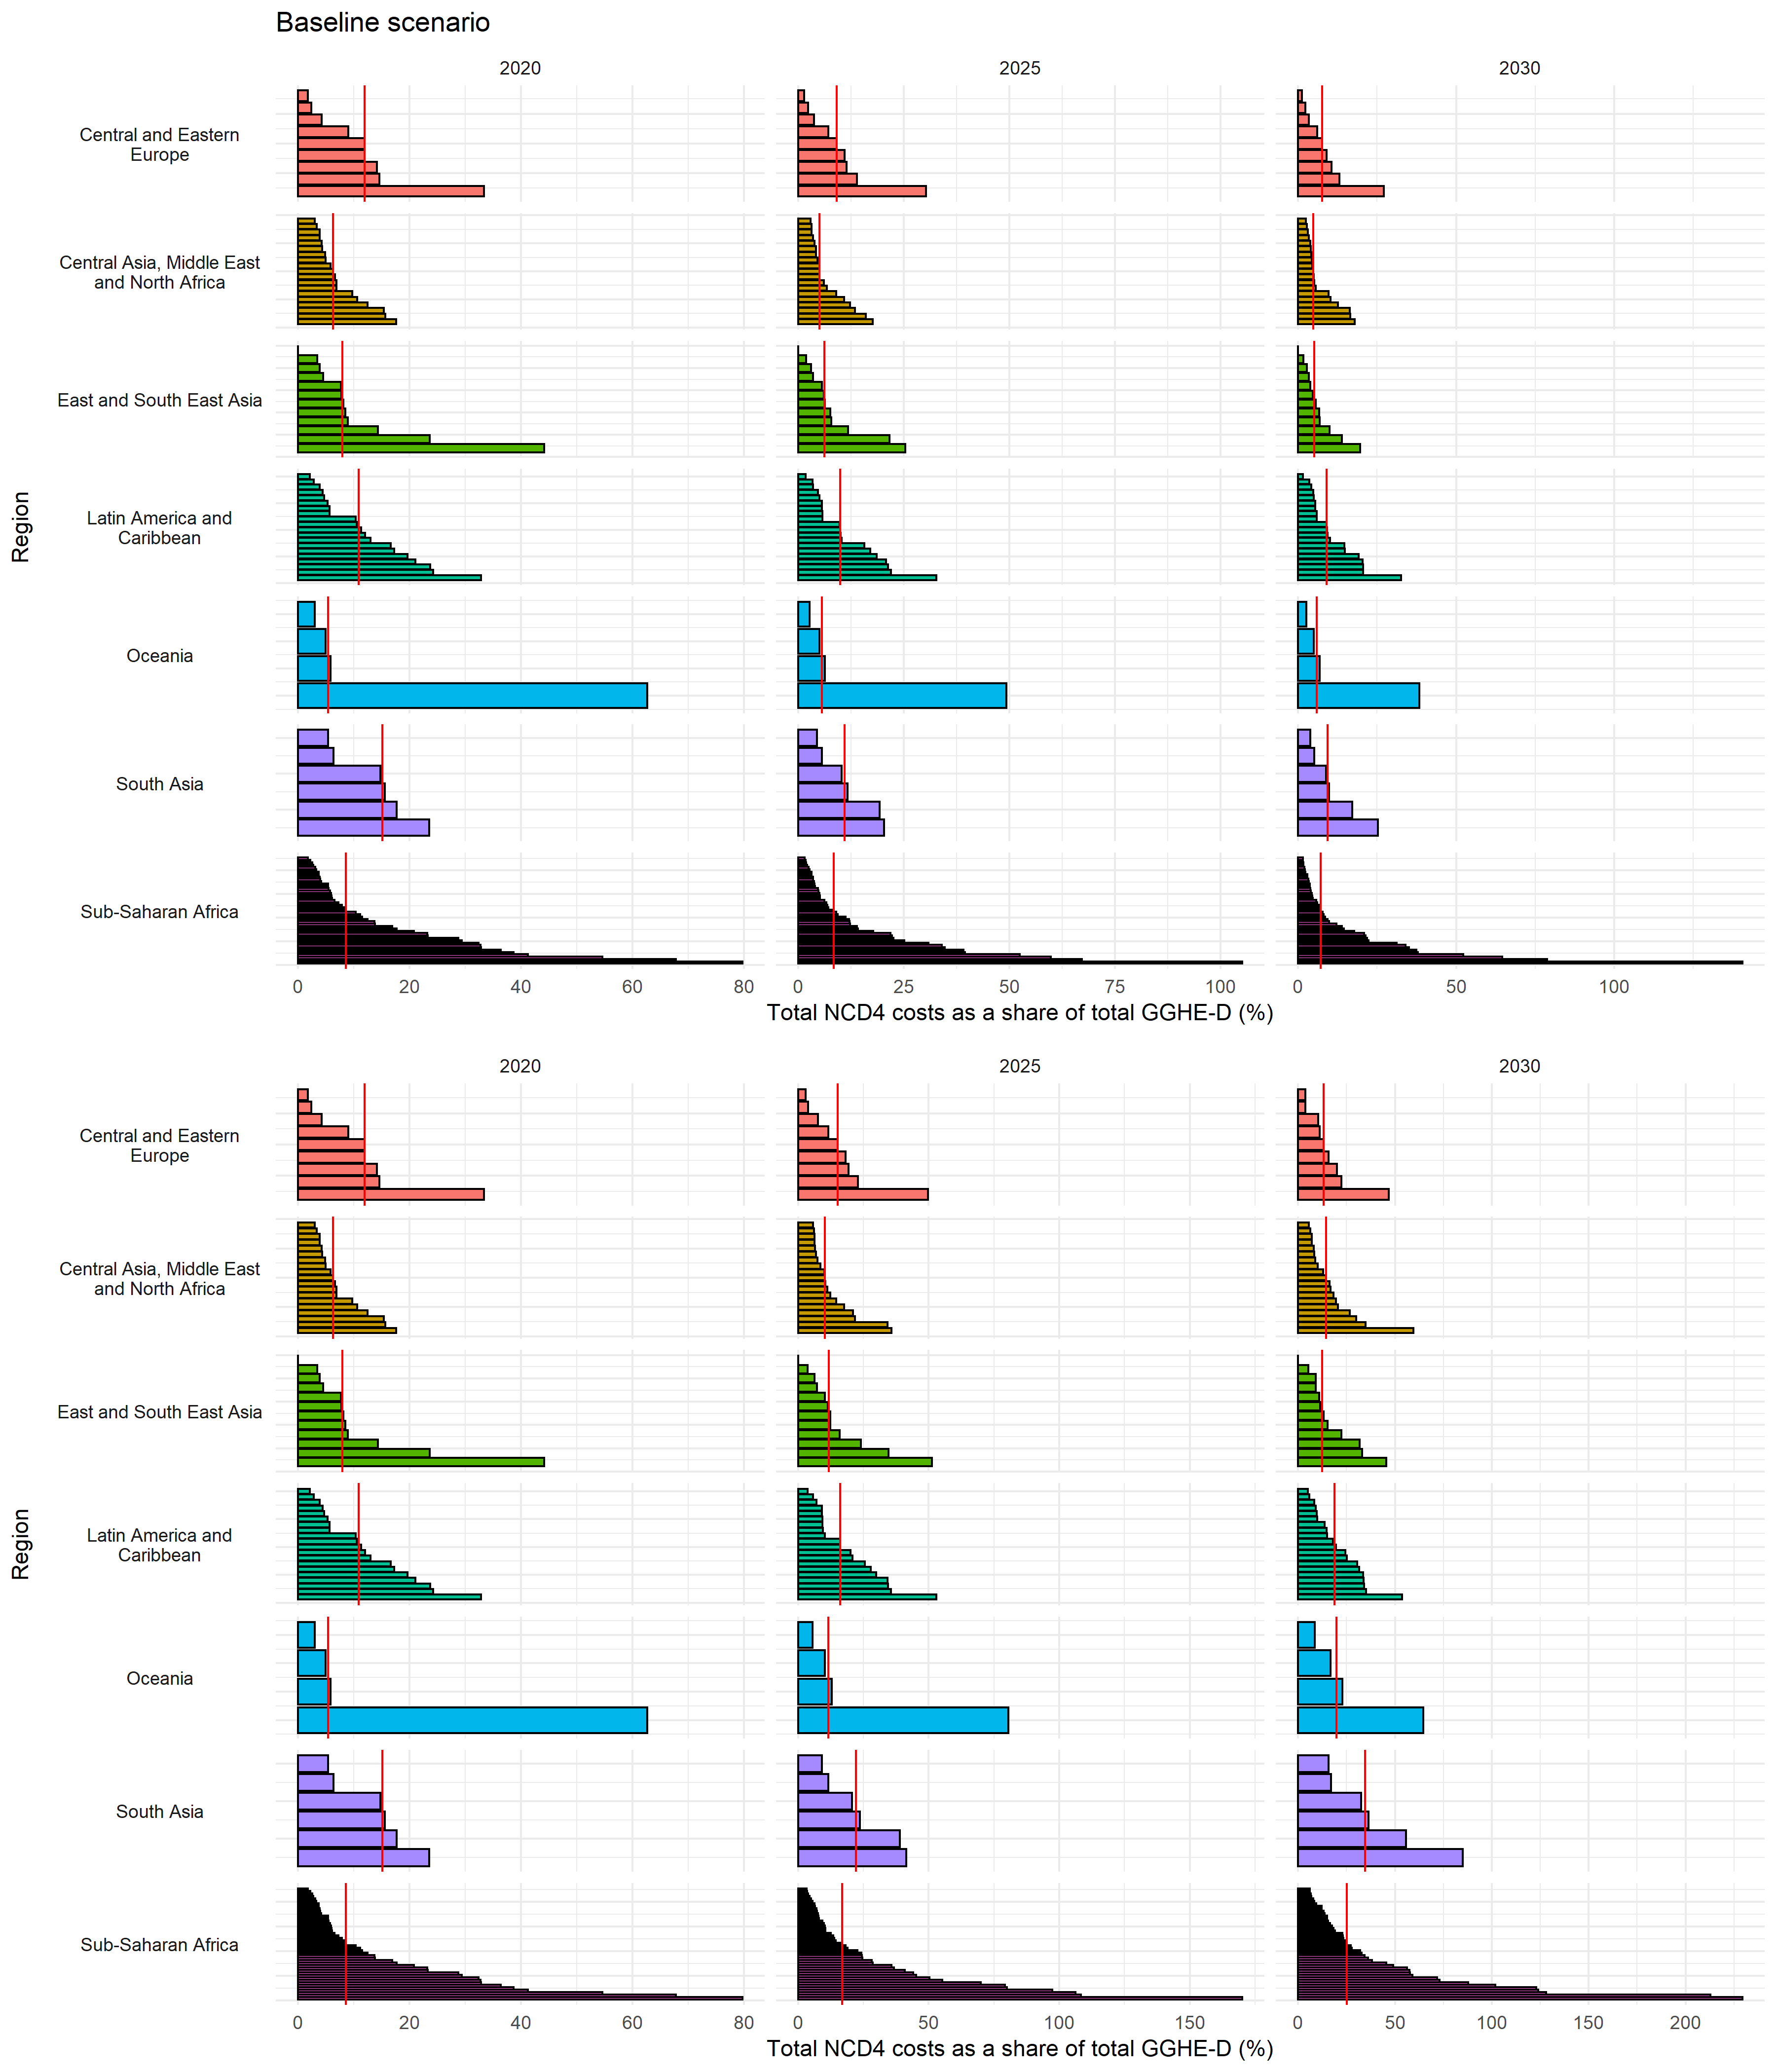 Baseline scenario
2020 2025 2030
Central and Eastern
Europe
Central Asia, Middle East
and North Africa
East and South East Asia
Latin America and
Caribbean
Oceania
South Asia
Sub-Saharan Africa
Region
0 20 40 60 80 0 25 50 75 100 0 50 100
Total NCD4 costs as a share of total GGHE-D (%)
2020 2025 2030
Central and Eastern
Europe
Central Asia, Middle East
and North Africa
East and South East Asia
Latin America and
Caribbean
Oceania
South Asia
Sub-Saharan Africa
Region
0 20 40 60 80 0 50 100 150 0 50 100 150 200
Total NCD4 costs as a share of total GGHE-D (%)